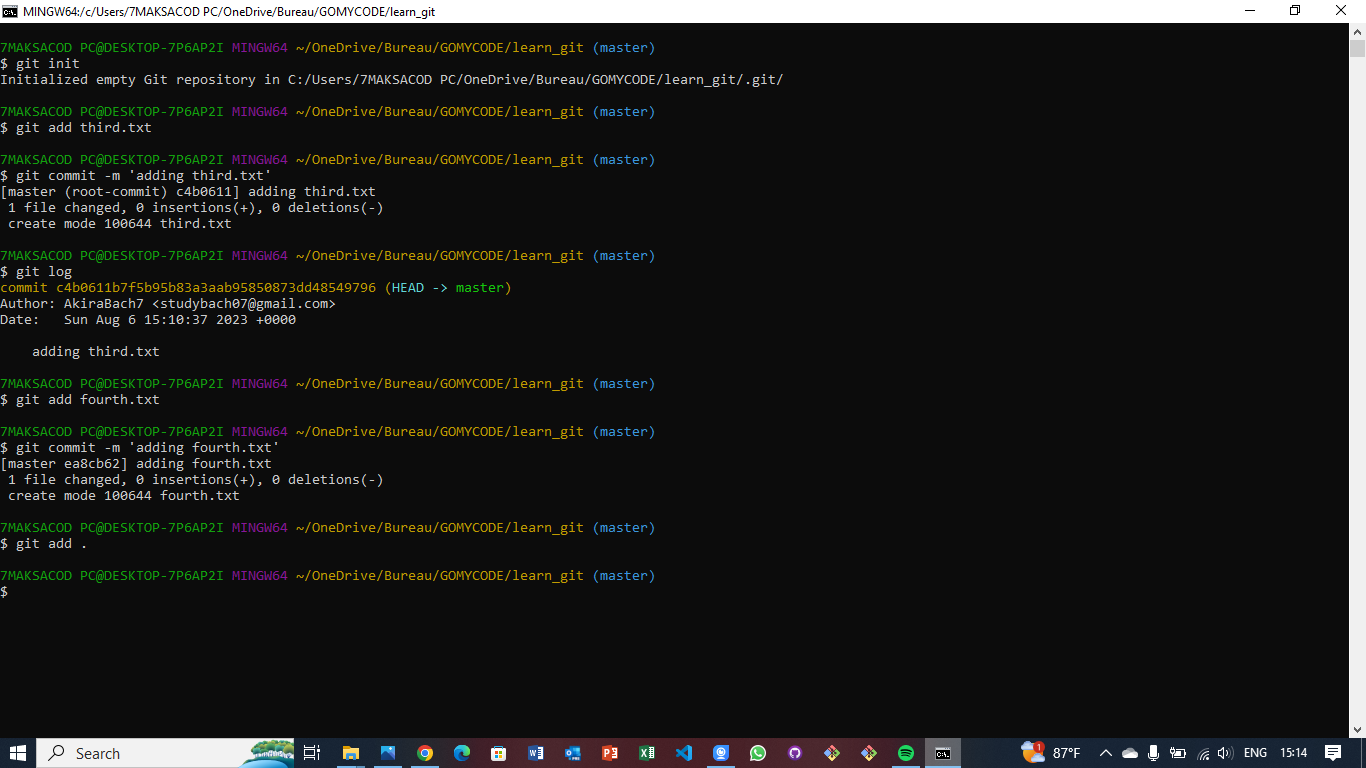 MINGW64:/c/Users/7MAKSACOD PC/OneDrive/Bureau/GOMYCODE/learn_git
7MAKSACOD PC@DESKTOP-7P6AP2I MINGW64 ~/OneDrive/Bureau/GOMYCODE/learn_git (master)
$ git init
Initialized empty Git repository in C:/Users/7MAKSACOD PC/OneDrive/Bureau/GOMYCODE/learn_git/.git/
7MAKSACOD PC@DESKTOP-7P6AP2I MINGW64 ~/OneDrive/Bureau/GOMYCODE/learn_git (master)
$ git add third.txt
7MAKSACOD PC@DESKTOP-7P6AP2I MINGW64 ~/OneDrive/Bureau/GOMYCODE/learn_git (master)
$ git commit -m 'adding third.txt'
[master (root-commit) c4b0611] adding third.txt
 1 file changed, 0 insertions(+), 0 deletions(-)
 create mode 100644 third.txt
7MAKSACOD PC@DESKTOP-7P6AP2I MINGW64 ~/OneDrive/Bureau/GOMYCODE/learn_git (master)
$ git log
commit c4b0611b7f5b95b83a3aab95850873dd48549796 (HEAD -> master)
Author: AkiraBach7 <studybach07@gmail.com>
Date:   Sun Aug 6 15:10:37 2023 +0000
    adding third.txt
7MAKSACOD PC@DESKTOP-7P6AP2I MINGW64 ~/OneDrive/Bureau/GOMYCODE/learn_git (master)
$ git add fourth.txt
7MAKSACOD PC@DESKTOP-7P6AP2I MINGW64 ~/OneDrive/Bureau/GOMYCODE/learn_git (master)
$ git commit -m 'adding fourth.txt'
[master ea8cb62] adding fourth.txt
 1 file changed, 0 insertions(+), 0 deletions(-)
 create mode 100644 fourth.txt
7MAKSACOD PC@DESKTOP-7P6AP2I MINGW64 ~/OneDrive/Bureau/GOMYCODE/learn_git (master)
$ git add .
7MAKSACOD PC@DESKTOP-7P6AP2I MINGW64 ~/OneDrive/Bureau/GOMYCODE/learn_git (master)
$
Search 1 87°F ENG 15:14